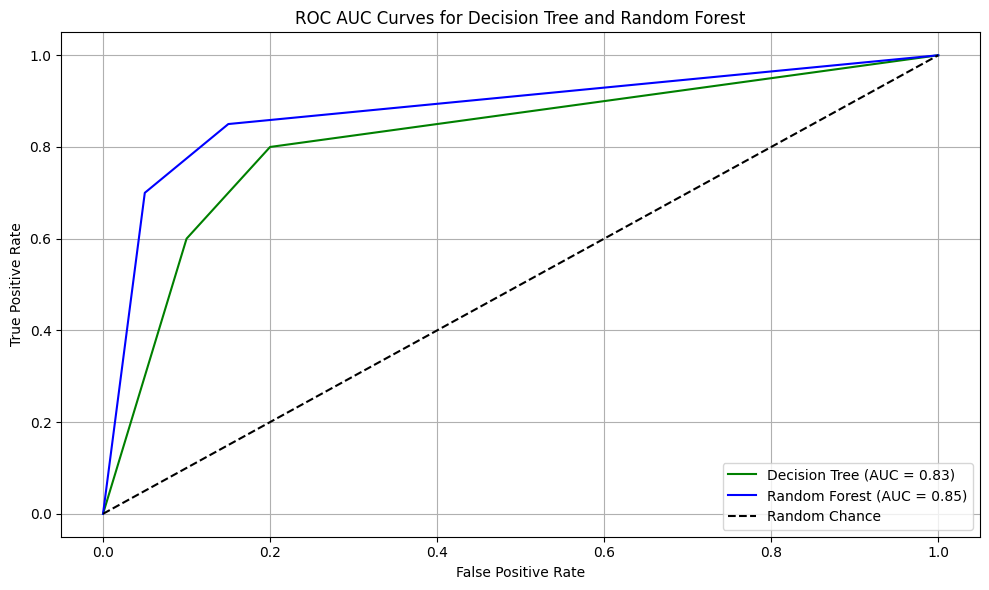 ROC AUC Curves for Decision Tree and Random Forest
True Positive Rate
1.0
0.8
0.6
0.4
0.2
0.0
0.0 0.2 0.4 0.6 0.8 1.0
False Positive Rate
Decision Tree (AUC = 0.83)
Random Forest (AUC = 0.85)
Random Chance